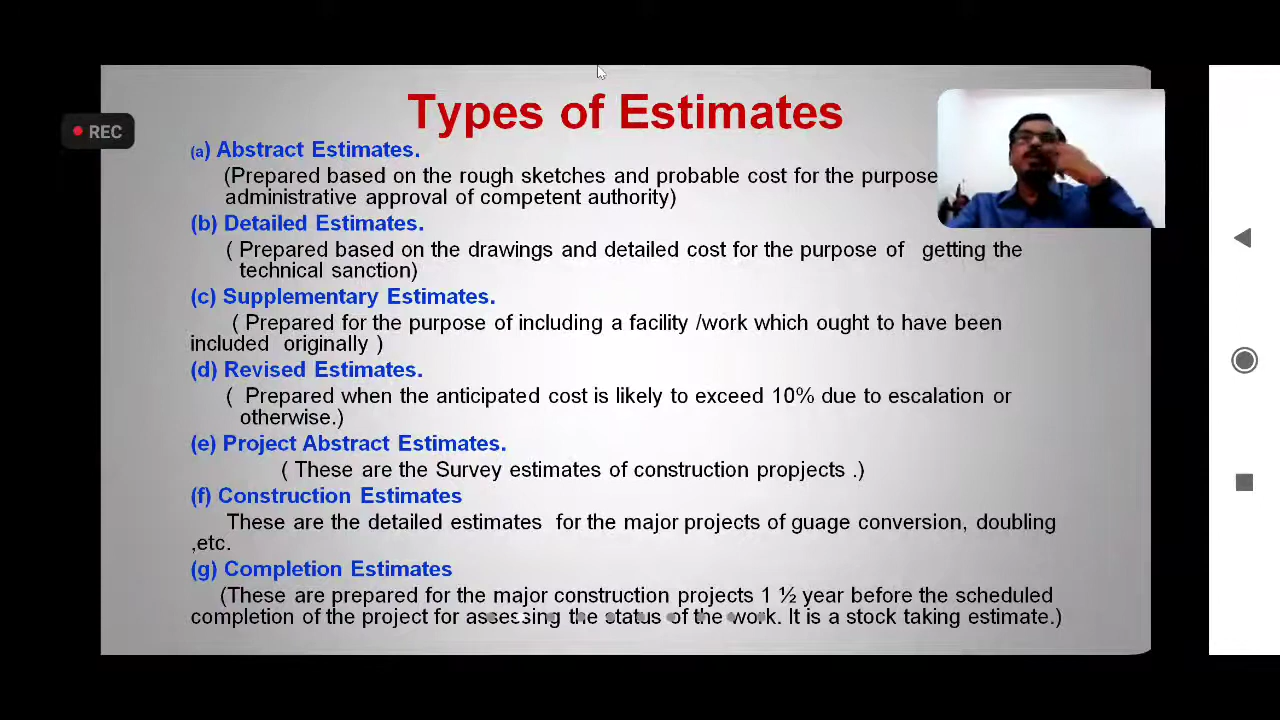 Types of Estimates
REC
(a) Abstract Estimates.
(Prepared based on the rough sketches and probable cost for the purpose
administrative approval of competent authority)
(b) Detailed Estimates.
( Prepared based on the drawings and detailed cost for the purpose of getting the
technical sanction)
(c) Supplementary Estimates.
( Prepared for the purpose of including a facility /work which ought to have been
included originally )
(d) Revised Estimates.
( Prepared when the anticipated cost is likely to exceed 10% due to escalation or
otherwise.)
(e) Project Abstract Estimates.
( These are the Survey estimates of construction propjects .)
(f) Construction Estimates
These are the detailed estimates for the major projects of guage conversion, doubling
,etc.
(g) Completion Estimates
(These are prepared for the major construction projects 1 ½ year before the scheduled
completion of the project for assessing the status of the work. It is a stock taking estimate.)